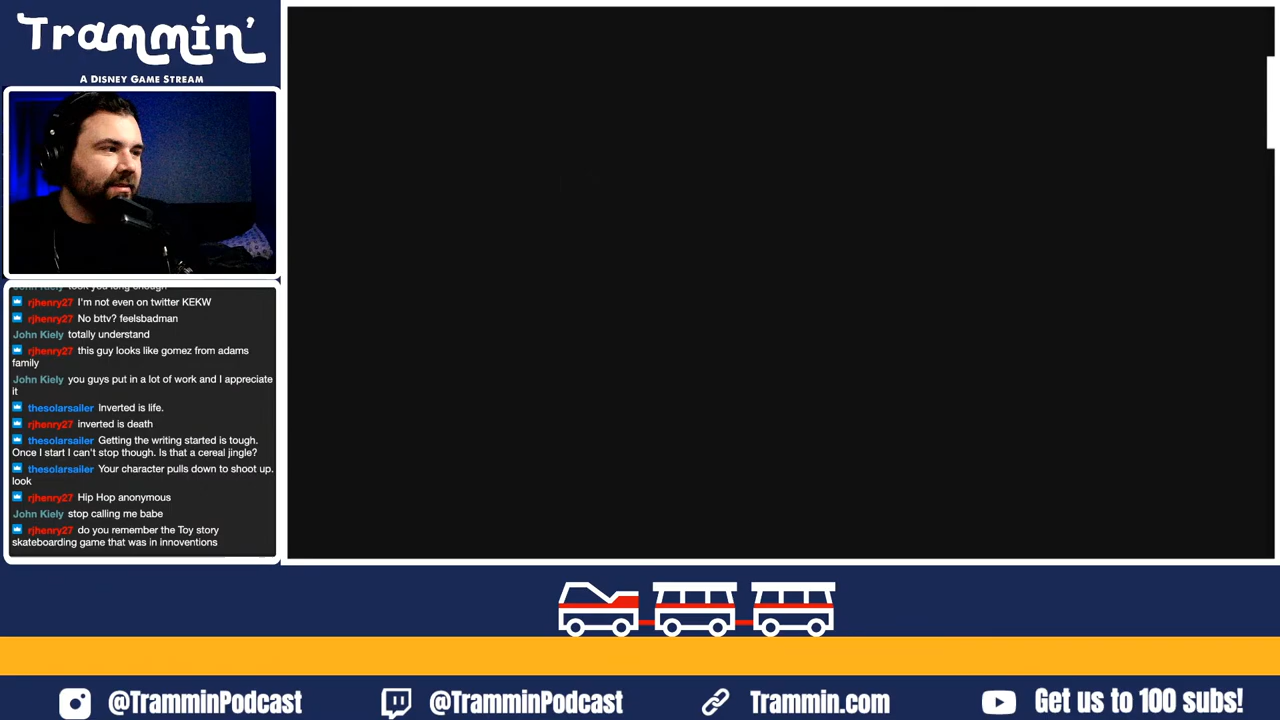 Trammin'
A DISNEY GAME STREAM
rjhenry27 I'm not even on twitter KEKW
rjhenry27 No bttv? feelsbadman
John Kiely totally understand
rjhenry27 this guy looks like gomez from adams
family
John Kiely you guys put in a lot of work and I appreciate
it
thesolarsailer Inverted is life.
rjhenry27 inverted is death
thesolarsailer Getting the writing started is tough.
Once I start I can't stop though. Is that a cereal jingle?
thesolarsailer Your character pulls down to shoot up.
look
rjhenry27 Hip Hop anonymous
John Kiely stop calling me babe
rjhenry27 do you remember the Toy story
skateboarding game that was in innoventions
@TramminPodcast @TramminPodcast Trammin.com Get us to 100 subs!